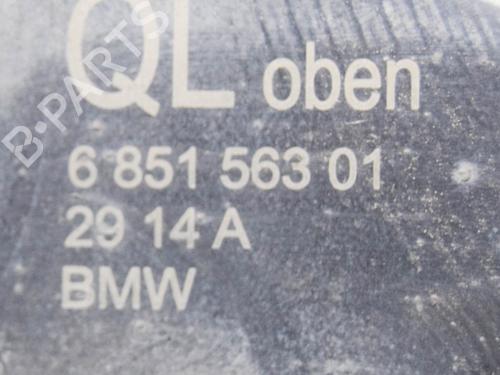 B-PARTS
QL oben
6 851 563 01
29 14 A
BMW